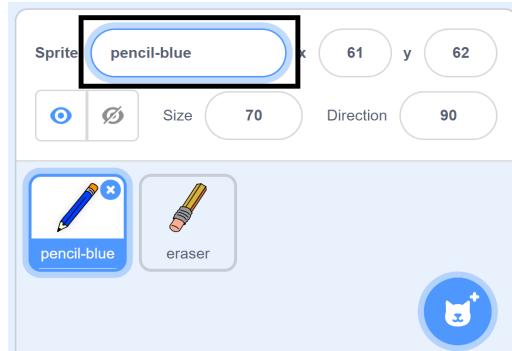 Sprite pencil-blue x 61 y 62
Size 70 Direction 90
pencil-blue eraser